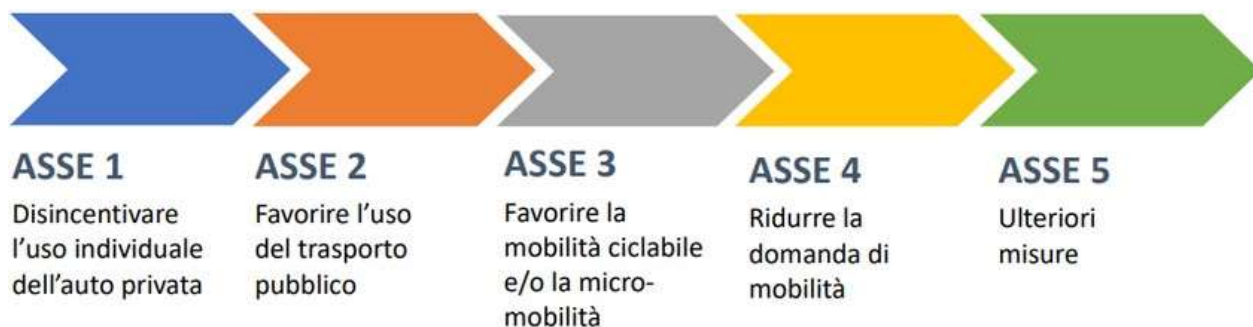 ASSE 1
Disincentivare
l’uso individuale
dell’auto privata
ASSE 2
Favorire l’uso
del trasporto
pubblico
ASSE 3
Favorire la
mobilità ciclabile
e/o la micro-
mobilità
ASSE 4
Ridurre la
domanda di
mobilità
ASSE 5
Ulteriori
misure